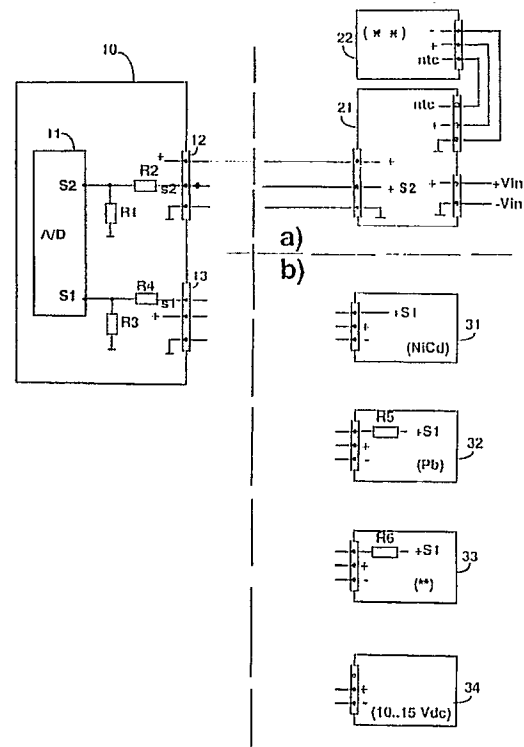 10
11
12
R2
S2
s2
R1
A/D
S1
R4
s1
13
R3
22
(* *)
-
+
ntc
21
ntc
+
+
+ S2
+
+Vin
-Vin
a)
b)
+S1
+
-
(NiCd)
31
R5
+S1
+
-
(Pb)
32
R6
+S1
+
-
(**)
33
+
-
(10..15 Vdc)
34
+
+